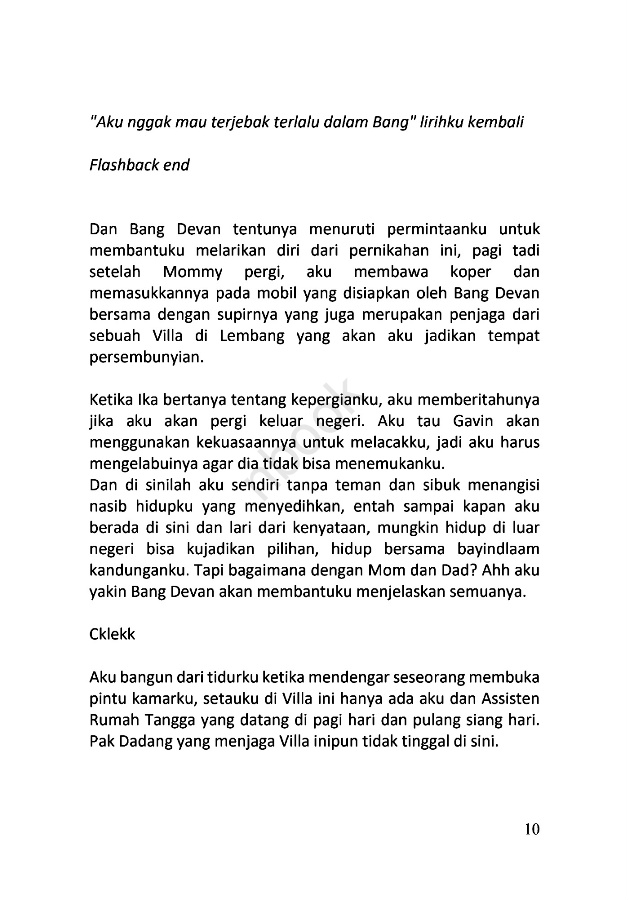 "Aku nggak mau terjebak terlalu dalam Bang" lirihku kembali
Flashback end
Dan Bang Devan tentunya menuruti permintaanku untuk
membantuku melarikan diri dari pernikahan ini, pagi tadi
setelah Mommy pergi, aku membawa koper dan
memasukkannya pada mobil yang disiapkan oleh Bang Devan
bersama dengan supirnya yang juga merupakan penjaga dari
sebuah Villa di Lembang yang akan aku jadikan tempat
persembunyian.
Ketika Ika bertanya tentang kepergianku, aku memberitahunya
jika aku akan pergi keluar negeri. Aku tau Gavin akan
menggunakan kekuasaannya untuk melacakku, jadi aku harus
mengelabuinya agar dia tidak bisa menemukanku.
Dan di sinilah aku sendiri tanpa teman dan sibuk menangisi
nasib hidupku yang menyedihkan, entah sampai kapan aku
berada di sini dan lari dari kenyataan, mungkin hidup di luar
negeri bisa kujadikan pilihan, hidup bersama bayindlaam
kandunganku. Tapi bagaimana dengan Mom dan Dad? Ahh aku
yakin Bang Devan akan membantuku menjelaskan semuanya.
Cklekk
Aku bangun dari tidurku ketika mendengar seseorang membuka
pintu kamarku, setauku di Villa ini hanya ada aku dan Assisten
Rumah Tangga yang datang di pagi hari dan pulang siang hari.
Pak Dadang yang menjaga Villa inipun tidak tinggal di sini.
10